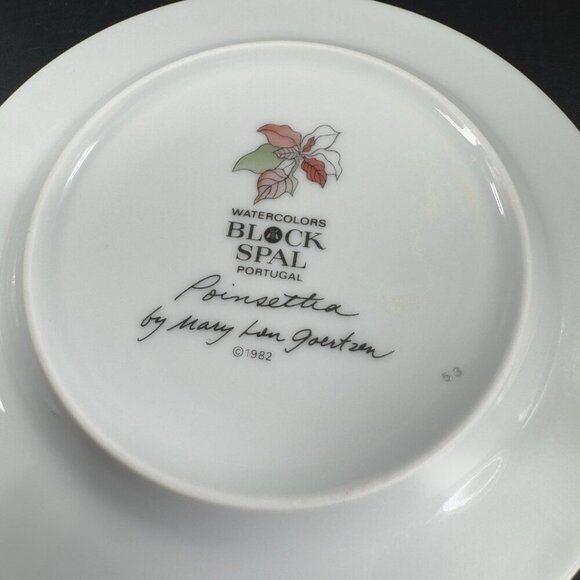 WATERCOLORS
BLOCK
SPAL
PORTUGAL
Poinsettia
by Mary Lou Goertzen
©1982
53